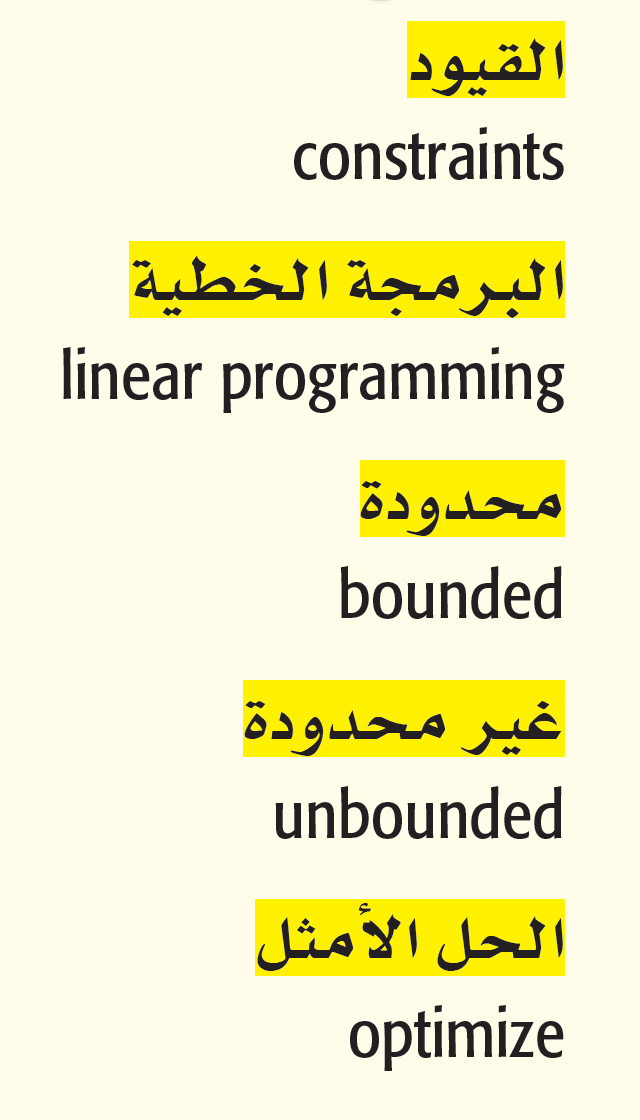 القيود
constraints
البرمجة الخطية
linear programming
محدودة
bounded
غير محدودة
unbounded
الحل الأمثل
optimize